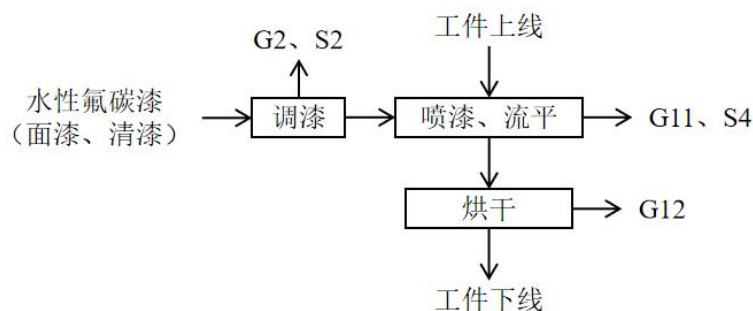 G2、S2
工件上线
水性氟碳漆
（面漆、清漆）
调漆
喷漆、流平
G11、S4
烘干
G12
工件下线